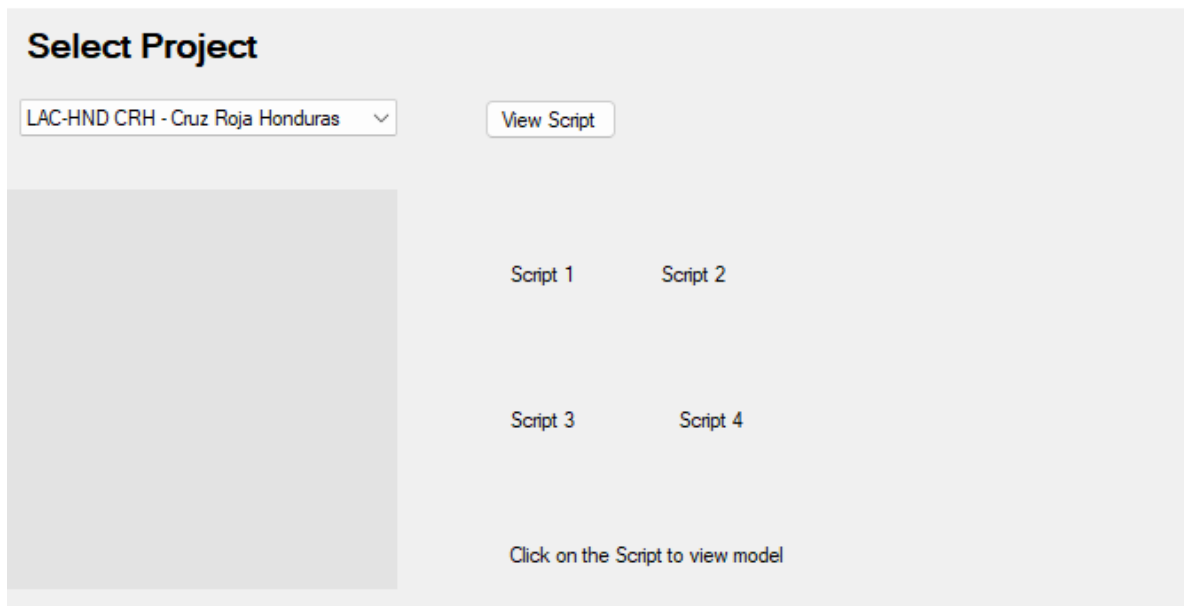 Select Project
LAC-HND CRH - Cruz Roja Honduras
View Script
Script 1
Script 2
Script 3
Script 4
Click on the Script to view model